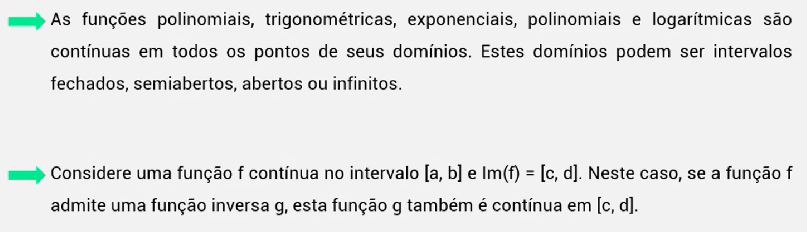 As funções polinomiais, trigonométricas, exponenciais, polinomiais e logarítmicas são
contínuas em todos os pontos de seus domínios. Estes domínios podem ser intervalos
fechados, semiabertos, abertos ou infinitos.
Considere uma função f contínua no intervalo [a, b] e Im(f) = [c, d]. Neste caso, se a função f
admite uma função inversa g, esta função g também é contínua em [c, d].